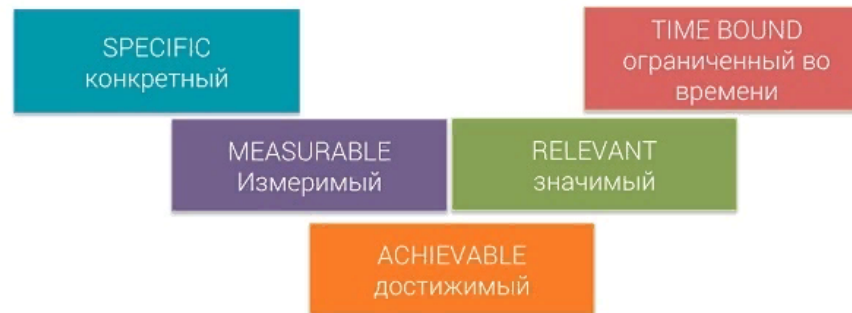 SPECIFIC
конкретный
TIME BOUND
ограниченный во
времени
MEASURABLE
Измеримый
RELEVANT
значимый
ACHIEVABLE
достижимый